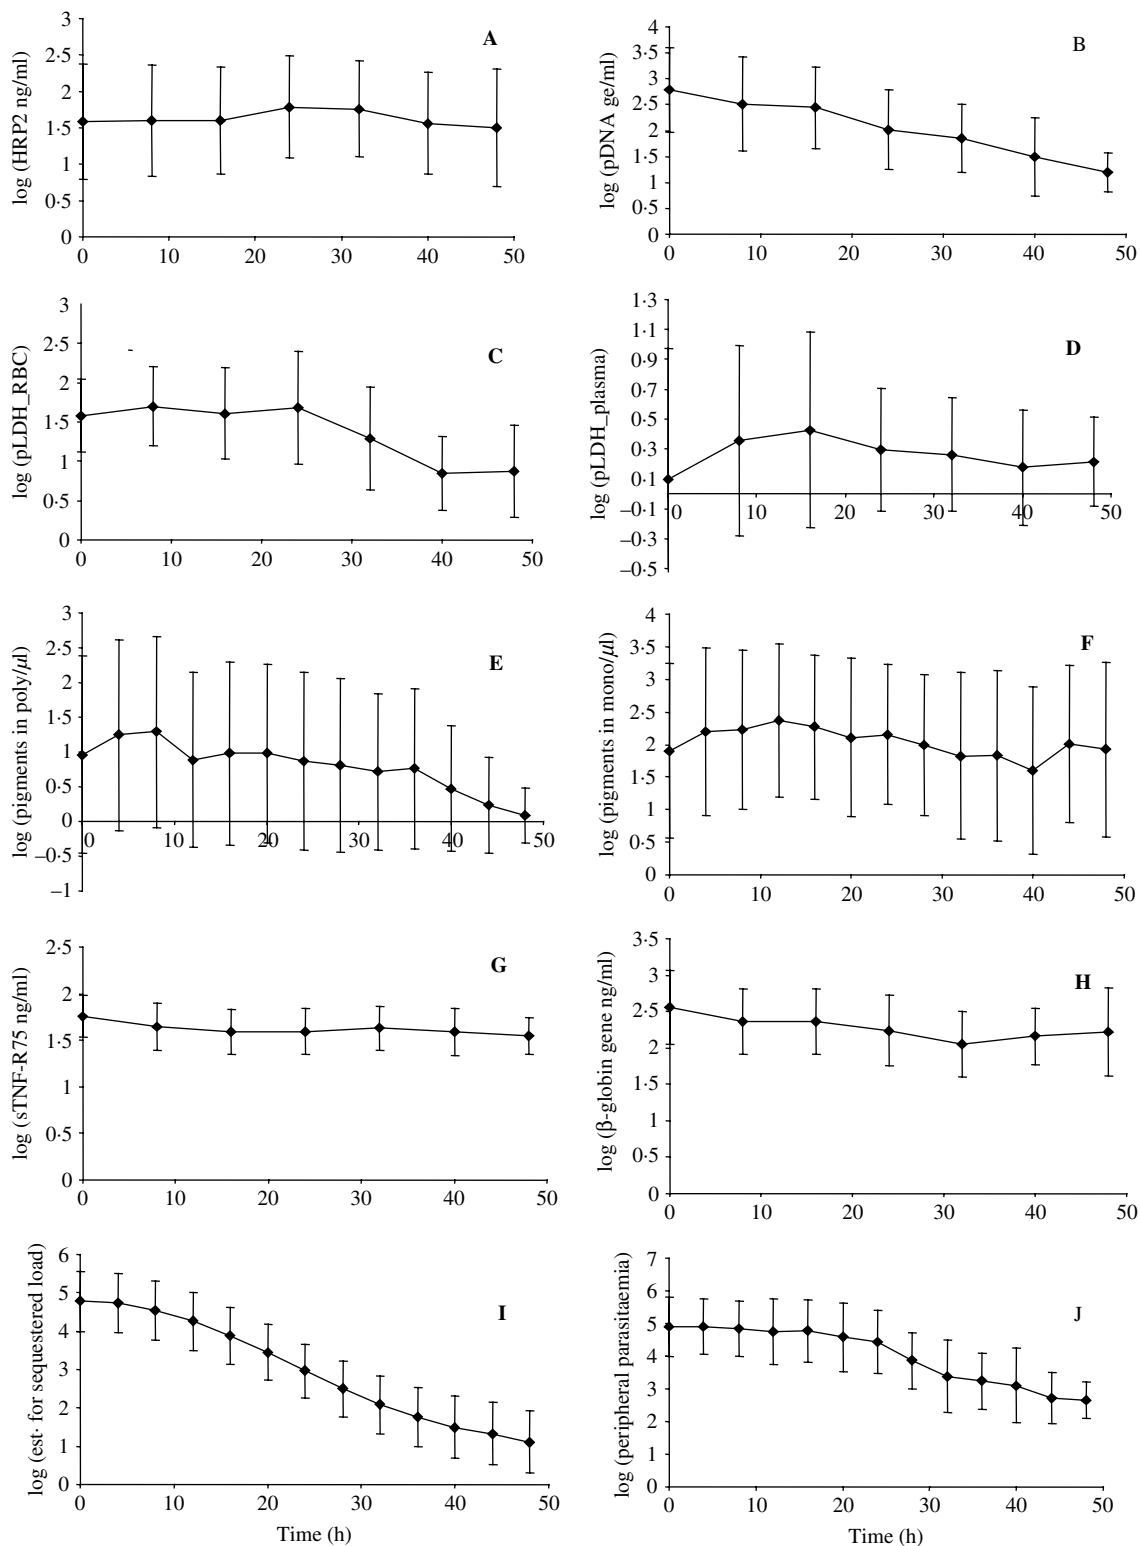 A
log (HRP2 ng/ml)
3
2·5
2
1·5
1
0·5
0
0 10 20 30 40 50
B
log (pDNA ge/ml)
4
3·5
3
2·5
2
1·5
1
0·5
0
0 10 20 30 40 50
C
log (pLDH_RBC)
3
2·5
2
1·5
1
0·5
0
0 10 20 30 40 50
D
log (pLDH_plasma)
1·3
1·1
0·9
0·7
0·5
0·3
0·1
–0·1
–0·3
–0·5
0 10 20 30 40 50
E
log (pigments in poly/µl)
3
2·5
2
1·5
1
0·5
0
–0·5
–1
0 10 20 30 40 50
F
log (pigments in mono/µl)
4
3·5
3
2·5
2
1·5
1
0·5
0
0 10 20 30 40 50
G
log (sTNF-R75 ng/ml)
2·5
2
1·5
1
0·5
0
0 10 20 30 40 50
H
log (β-globin gene ng/ml)
3·5
3
2·5
2
1·5
1
0·5
0
0 10 20 30 40 50
I
log (est· for sequestered load)
6
5
4
3
2
1
0
0 10 20 30 40 50
Time (h)
J
log (peripheral parasitaemia)
7
6
5
4
3
2
1
0
0 10 20 30 40 50
Time (h)